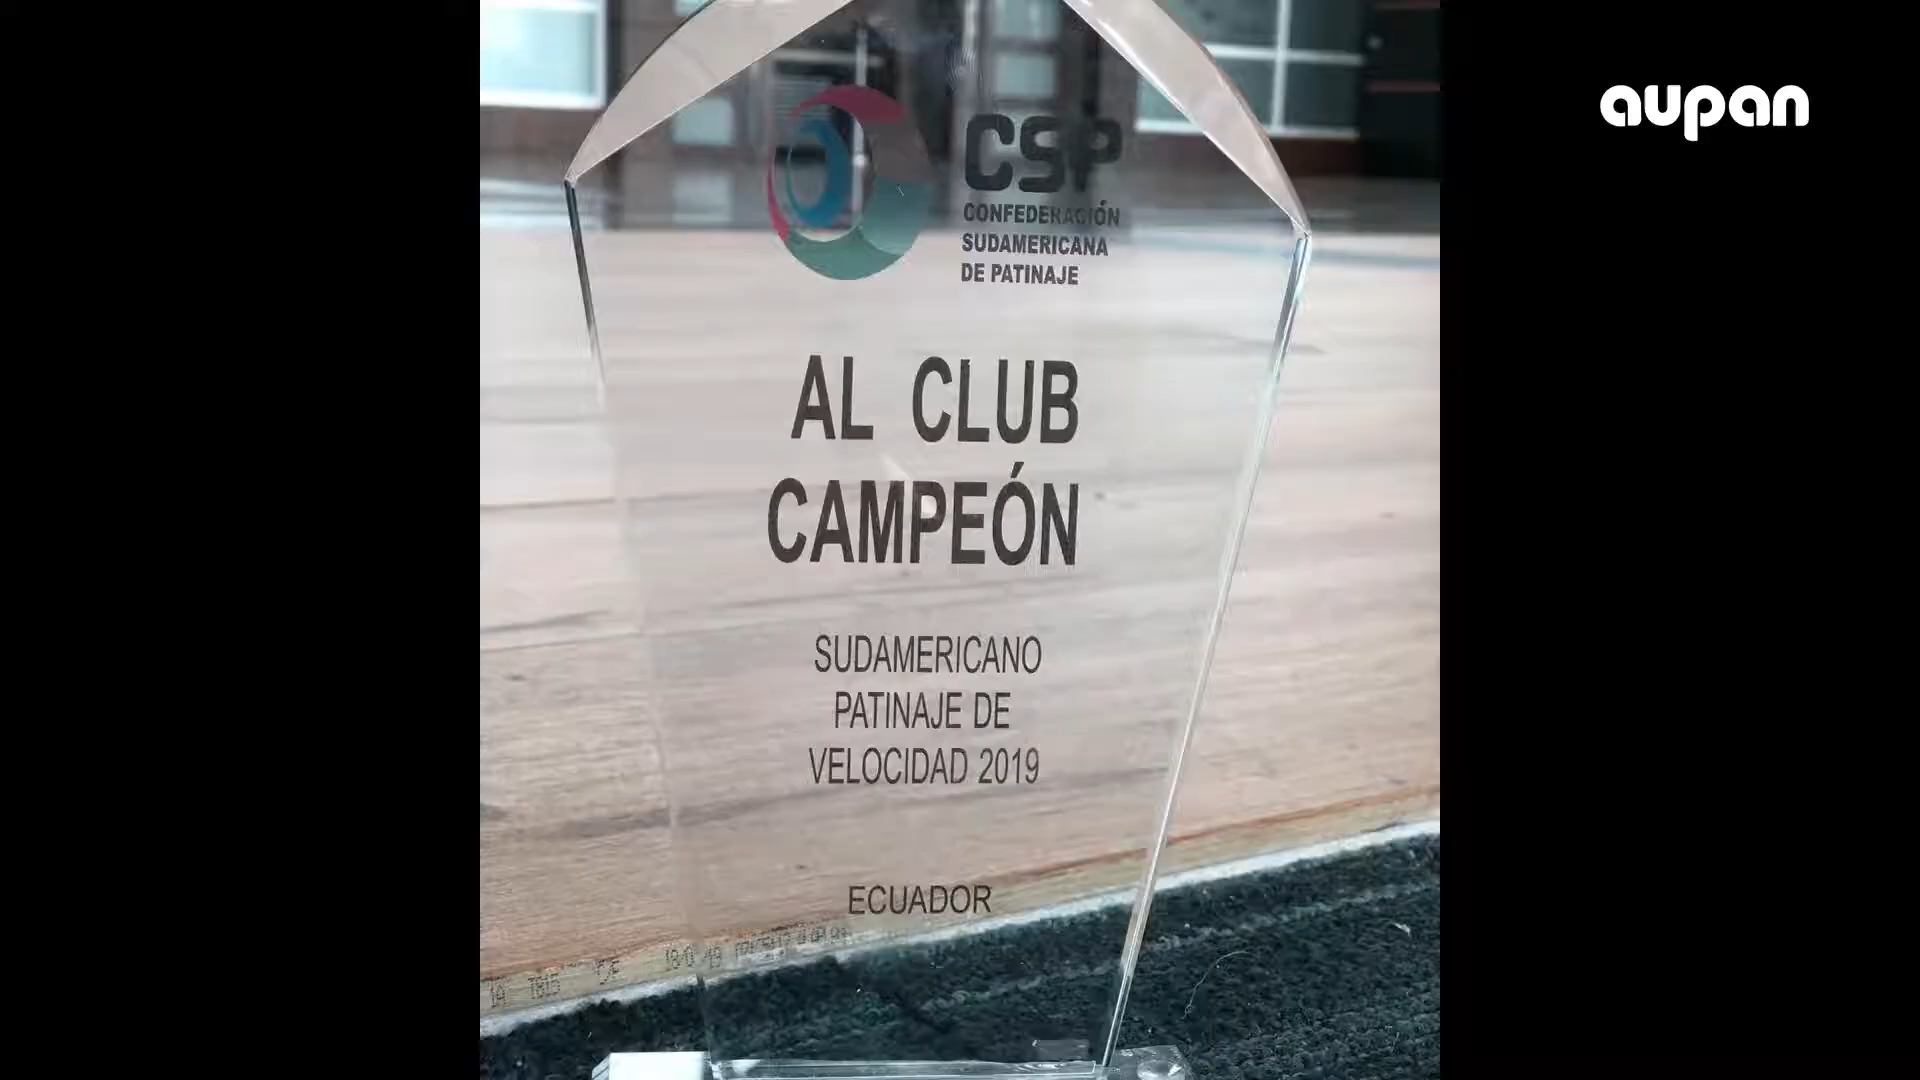 aupan
CSP
CONFEDERACIÓN
SUDAMERICANA
DE PATINAJE
AL CLUB
CAMPEÓN
SUDAMERICANO
PATINAJE DE
VELOCIDAD 2019
ECUADOR